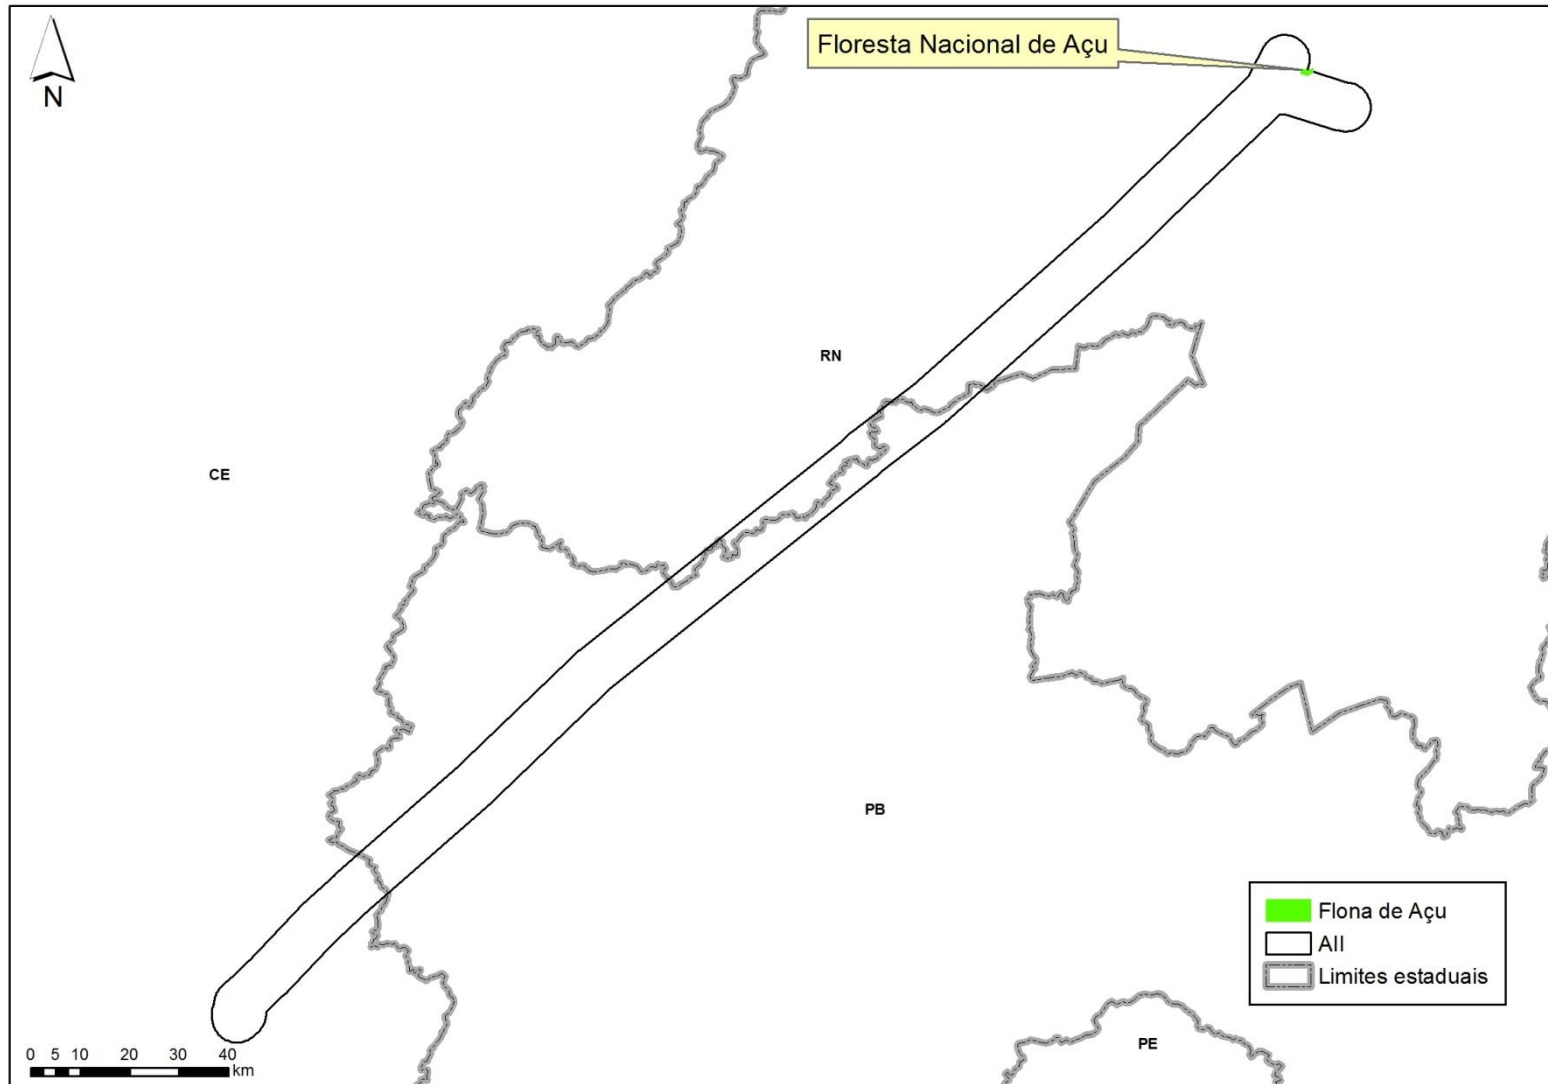 Floresta Nacional de Açu
N
RN
CE
PB
Flona de Açu
AII
Limites estaduais
PE
0 5 10 20 30 40
km